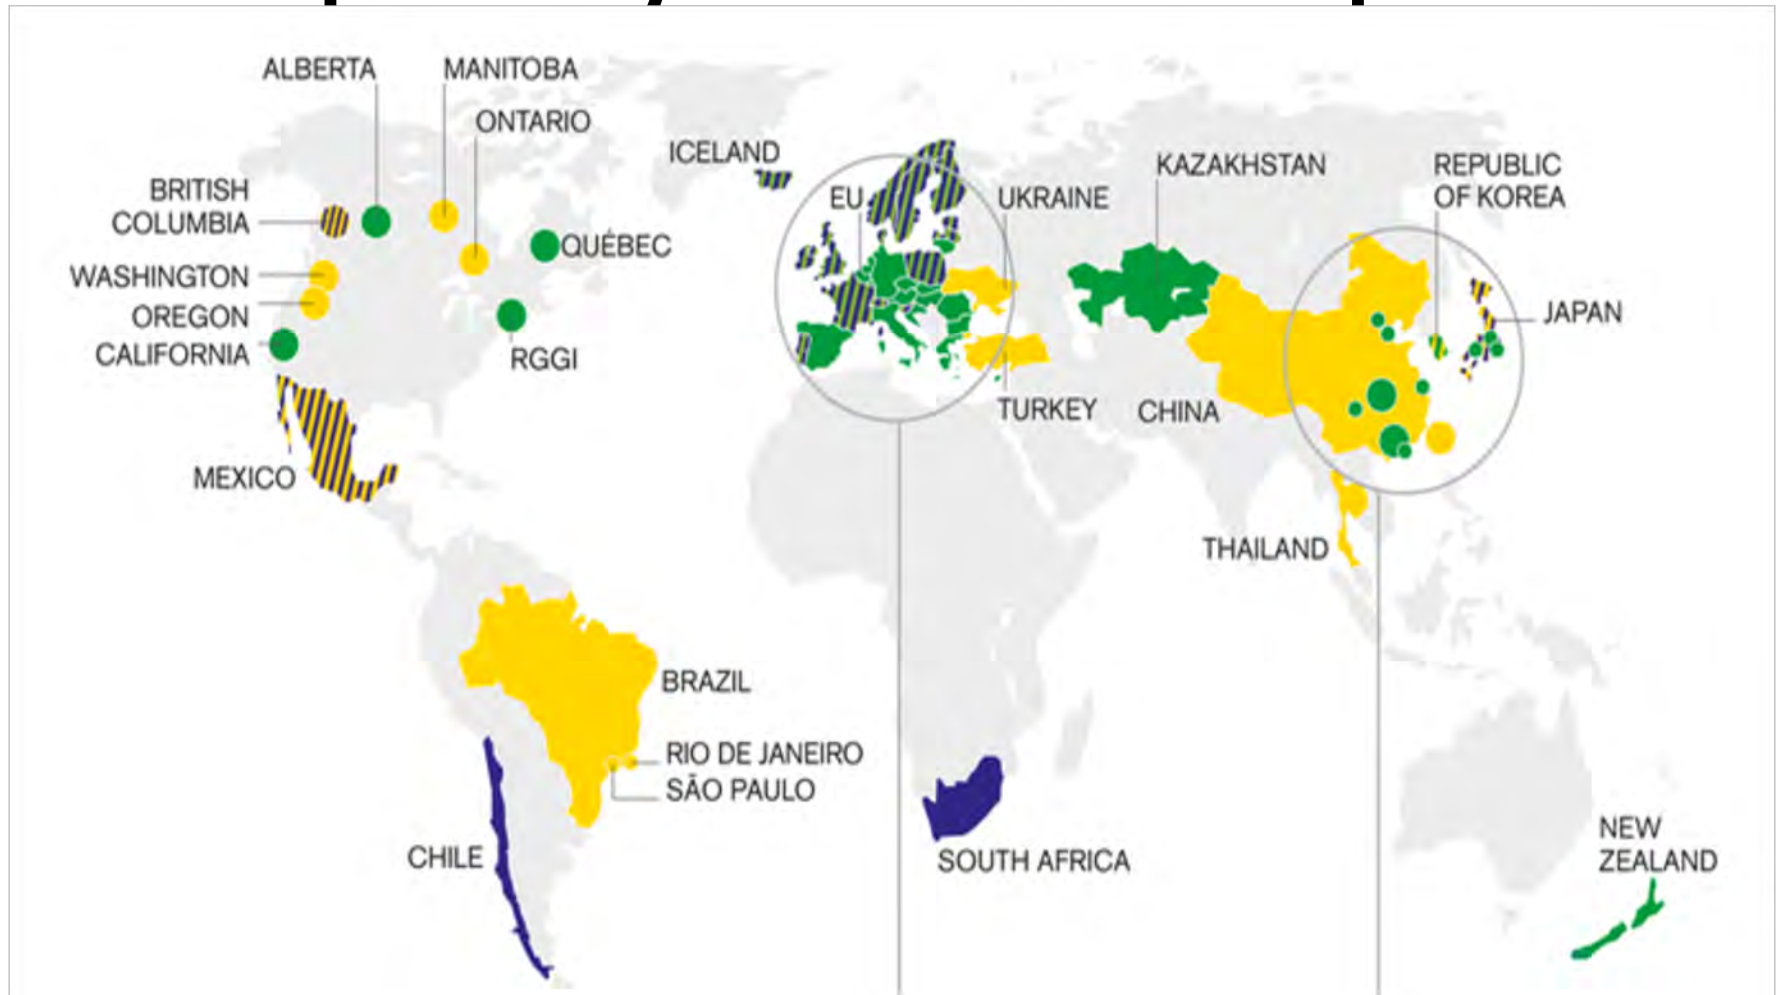 ALBERTA
MANITOBA
ONTARIO
ICELAND
KAZAKHSTAN
REPUBLIC
OF KOREA
BRITISH
COLUMBIA
EU
UKRAINE
QUÉBEC
WASHINGTON
OREGON
JAPAN
CALIFORNIA
RGGI
TURKEY
CHINA
MEXICO
THAILAND
BRAZIL
RIO DE JANEIRO
SÃO PAULO
CHILE
SOUTH AFRICA
NEW
ZEALAND